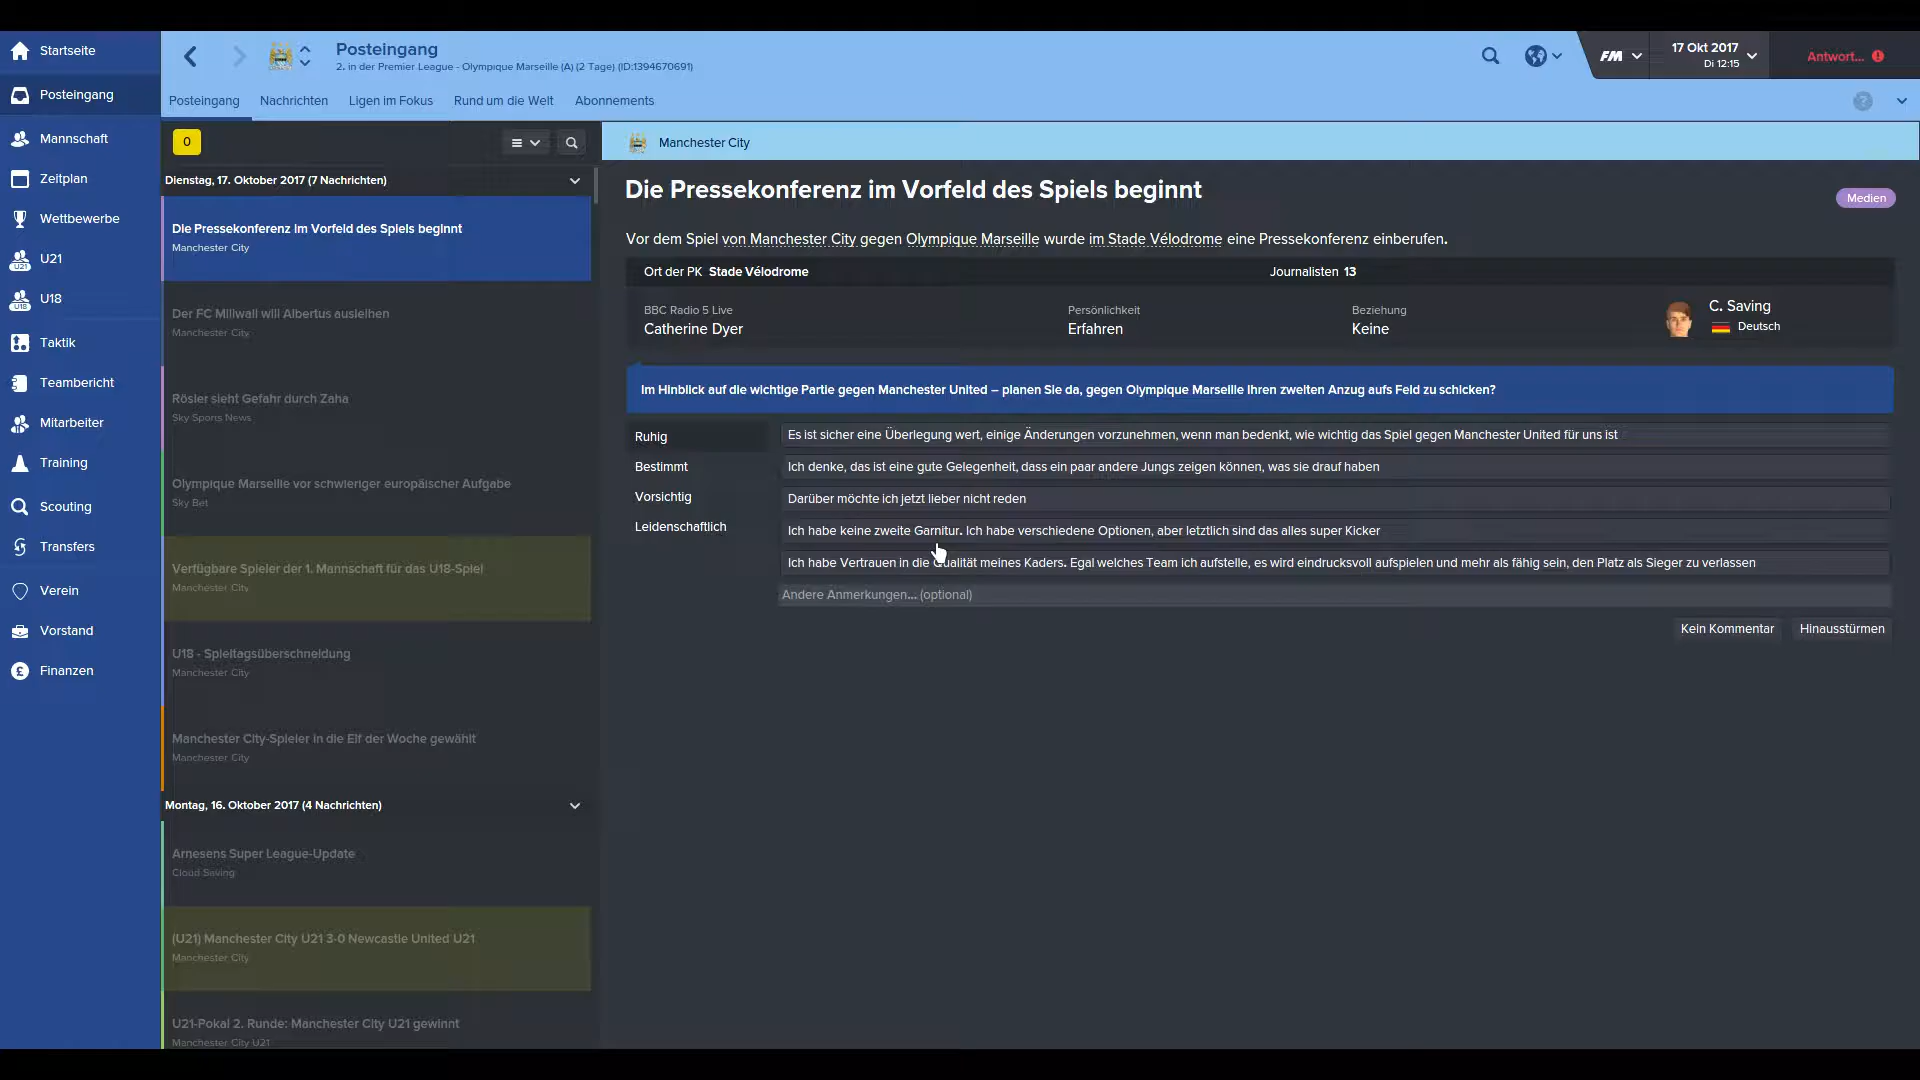 Startseite
Posteingang
Mannschaft
Zeitplan
Wettbewerbe
U21
U21
U18
U18
Taktik
Teambericht
Mitarbeiter
Training
Scouting
Transfers
Verein
Vorstand
Finanzen
Posteingang
2. in der Premier League - Olympique Marseille (A) (2 Tage) (ID:1394670691)
FM
17 Okt 2017
Di 12:15
Antwort...
Posteingang
Nachrichten
Ligen im Fokus
Rund um die Welt
Abonnements
?
0
Dienstag, 17. Oktober 2017 (7 Nachrichten)
Die Pressekonferenz im Vorfeld des Spiels beginnt
Manchester City
Der FC Millwall will Albertus ausleihen
Manchester City
Rösler sieht Gefahr durch Zaha
Sky Sports News
Olympique Marseille vor schwieriger europäischer Aufgabe
Sky Bet
Verfügbare Spieler der 1. Mannschaft für das U18-Spiel
Manchester City
U18 - Spieltagsüberschneidung
Manchester City
Manchester City-Spieler in die Elf der Woche gewählt
Manchester City
Montag, 16. Oktober 2017 (4 Nachrichten)
Arnesens Super League-Update
Cloud Saving
(U21) Manchester City U21 3-0 Newcastle United U21
Manchester City
U21-Pokal 2. Runde: Manchester City U21 gewinnt
Manchester City U21
Manchester City
Die Pressekonferenz im Vorfeld des Spiels beginnt
Medien
Vor dem Spiel von Manchester City gegen Olympique Marseille wurde im Stade Vélodrome eine Pressekonferenz einberufen.
Ort der PK Stade Vélodrome
Journalisten 13
BBC Radio 5 Live
Catherine Dyer
Persönlichkeit
Erfahren
Beziehung
Keine
C. Saving
Deutsch
Im Hinblick auf die wichtige Partie gegen Manchester United – planen Sie da, gegen Olympique Marseille Ihren zweiten Anzug aufs Feld zu schicken?
Ruhig
Bestimmt
Vorsichtig
Leidenschaftlich
Es ist sicher eine Überlegung wert, einige Änderungen vorzunehmen, wenn man bedenkt, wie wichtig das Spiel gegen Manchester United für uns ist
Ich denke, das ist eine gute Gelegenheit, dass ein paar andere Jungs zeigen können, was sie drauf haben
Darüber möchte ich jetzt lieber nicht reden
Ich habe keine zweite Garnitur. Ich habe verschiedene Optionen, aber letztlich sind das alles super Kicker
Ich habe Vertrauen in die Qualität meines Kaders. Egal welches Team ich aufstelle, es wird eindrucksvoll aufspielen und mehr als fähig sein, den Platz als Sieger zu verlassen
Andere Anmerkungen... (optional)
Kein Kommentar
Hinausstürmen